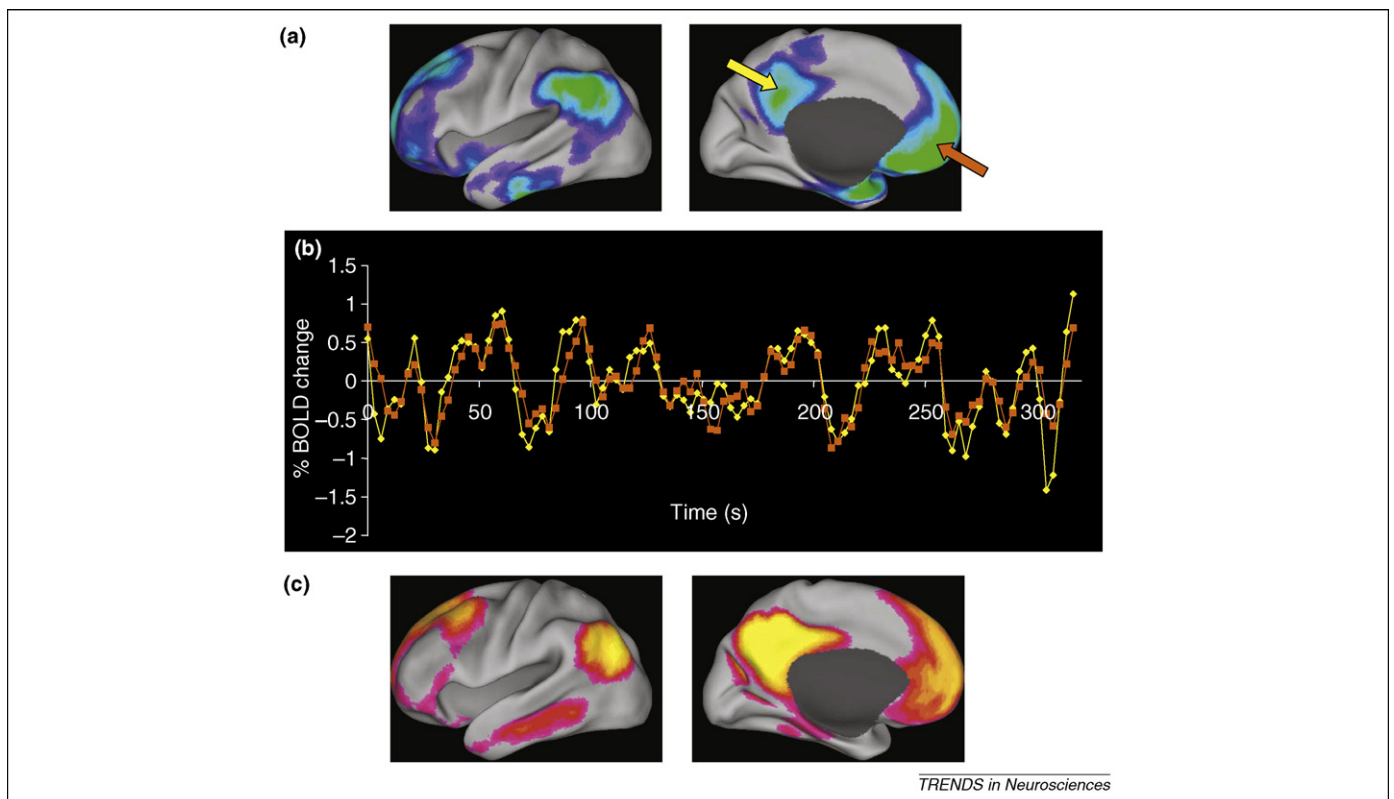 (a)
(b)
1.5
1
0.5
0
–0.5
–1
–1.5
–2
% BOLD change
0 50 100 150 200 250 300
Time (s)
(c)
TRENDS in Neurosciences